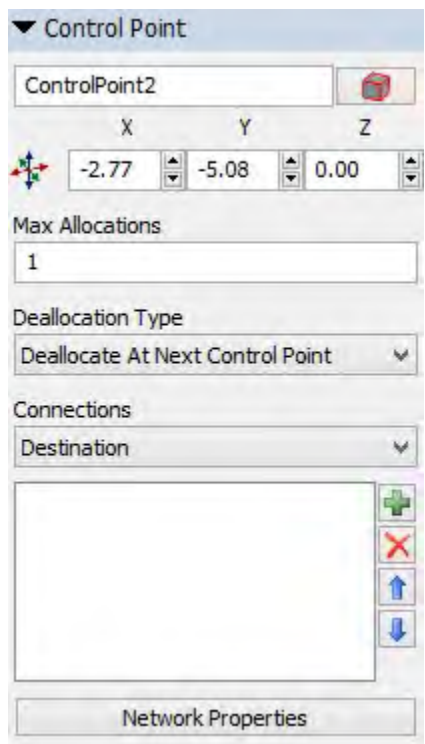 Control Point
ControlPoint2
X Y Z
-2.77 -5.08 0.00
Max Allocations
1
Deallocation Type
Deallocate At Next Control Point
Connections
Destination
Network Properties